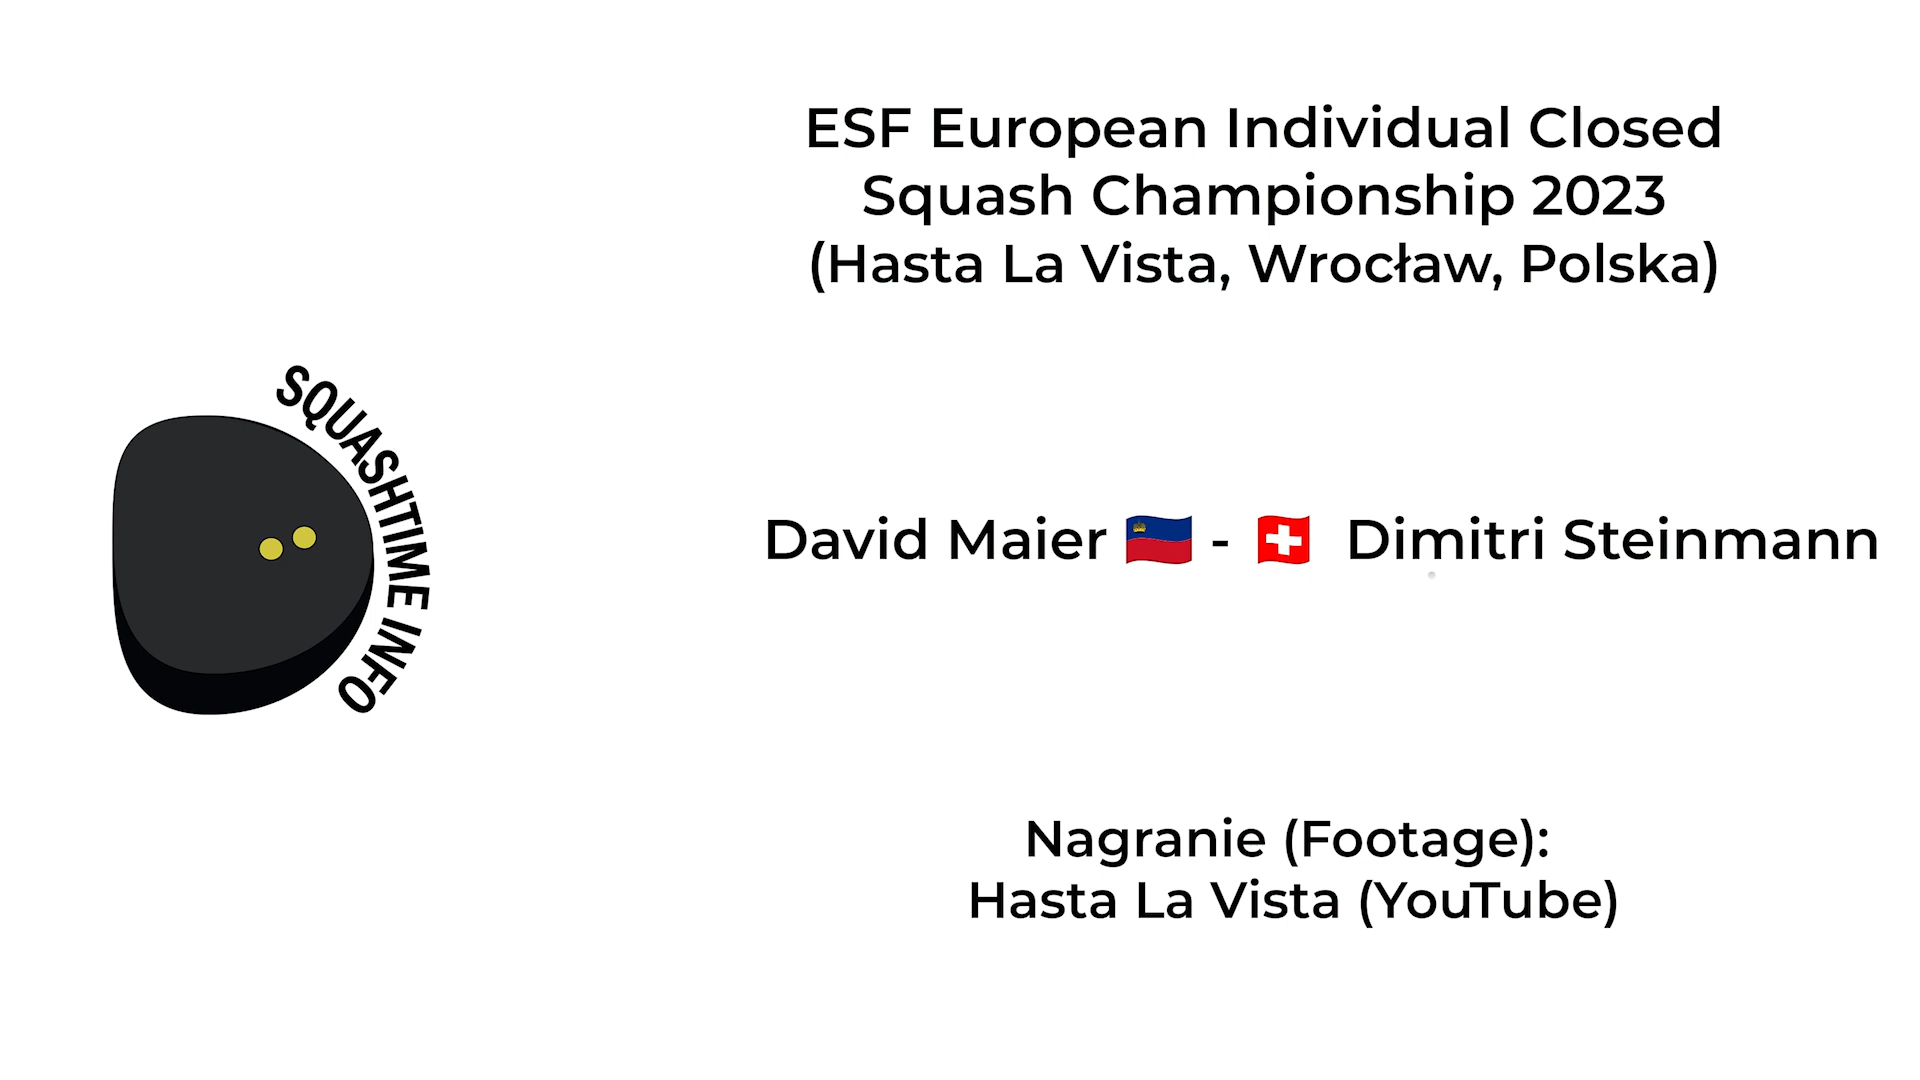 ESF European Individual Closed
Squash Championship 2023
(Hasta La Vista, Wrocław, Polska)
SQUASHTIME INFO
David Maier 🇱🇮 - 🇨🇭 Dimitri Steinmann
Nagranie (Footage):
Hasta La Vista (YouTube)